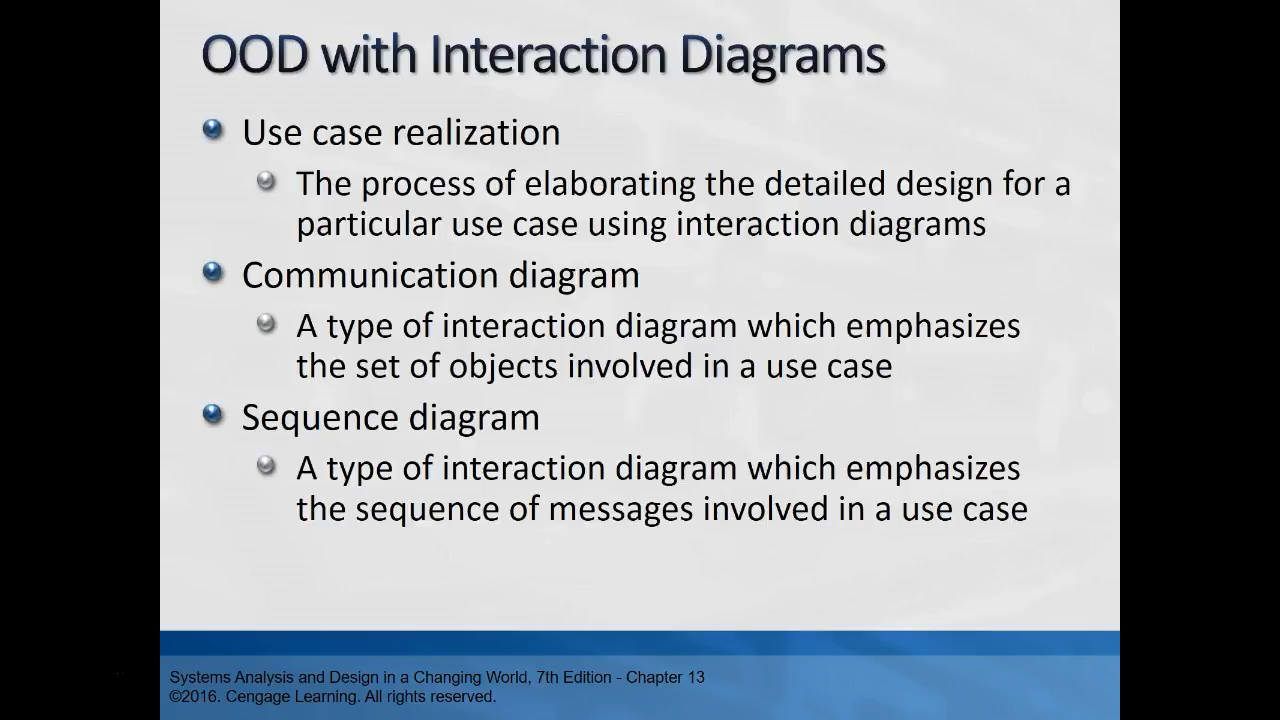 OOD with Interaction Diagrams
Use case realization
The process of elaborating the detailed design for a
particular use case using interaction diagrams
Communication diagram
A type of interaction diagram which emphasizes
the set of objects involved in a use case
Sequence diagram
A type of interaction diagram which emphasizes
the sequence of messages involved in a use case
Systems Analysis and Design in a Changing World, 7th Edition - Chapter 13
©2016. Cengage Learning. All rights reserved.